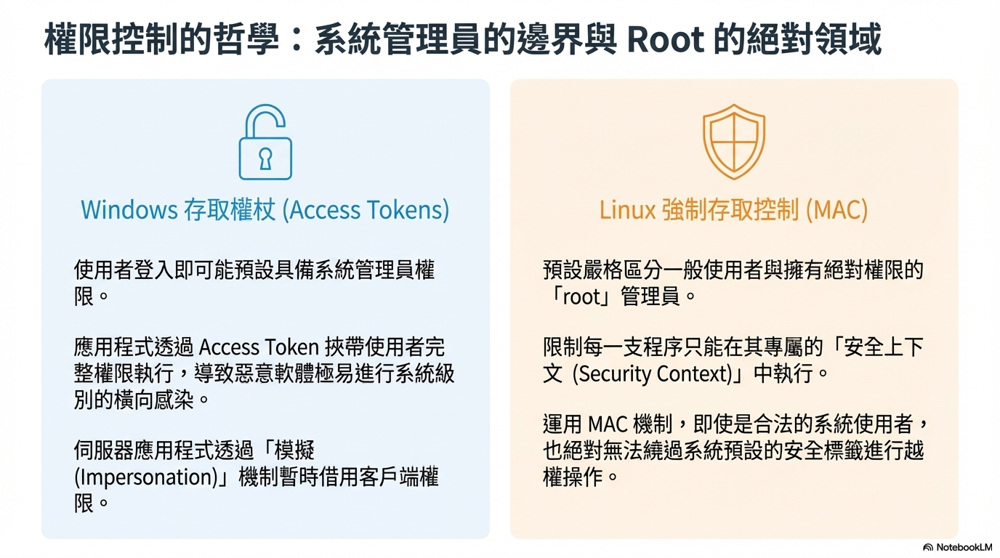 權限控制的哲學：系統管理員的邊界與 Root 的絕對領域
Windows 存取權杖 (Access Tokens)
使用者登入即可能預設具備系統管理員權
限。
應用程式透過 Access Token 挾帶使用者完
整權限執行，導致惡意軟體極易進行系統級
別的橫向感染。
伺服器應用程式透過「模擬
(Impersonation)」機制暫時借用客戶端權
限。
Linux 強制存取控制 (MAC)
預設嚴格區分一般使用者與擁有絕對權限的
「root」管理員。
限制每一支程序只能在其專屬的「安全上下
文 (Security Context)」中執行。
運用 MAC 機制，即使是合法的系統使用者，
也絕對無法繞過系統預設的安全標籤進行越
權操作。
NotebookLM